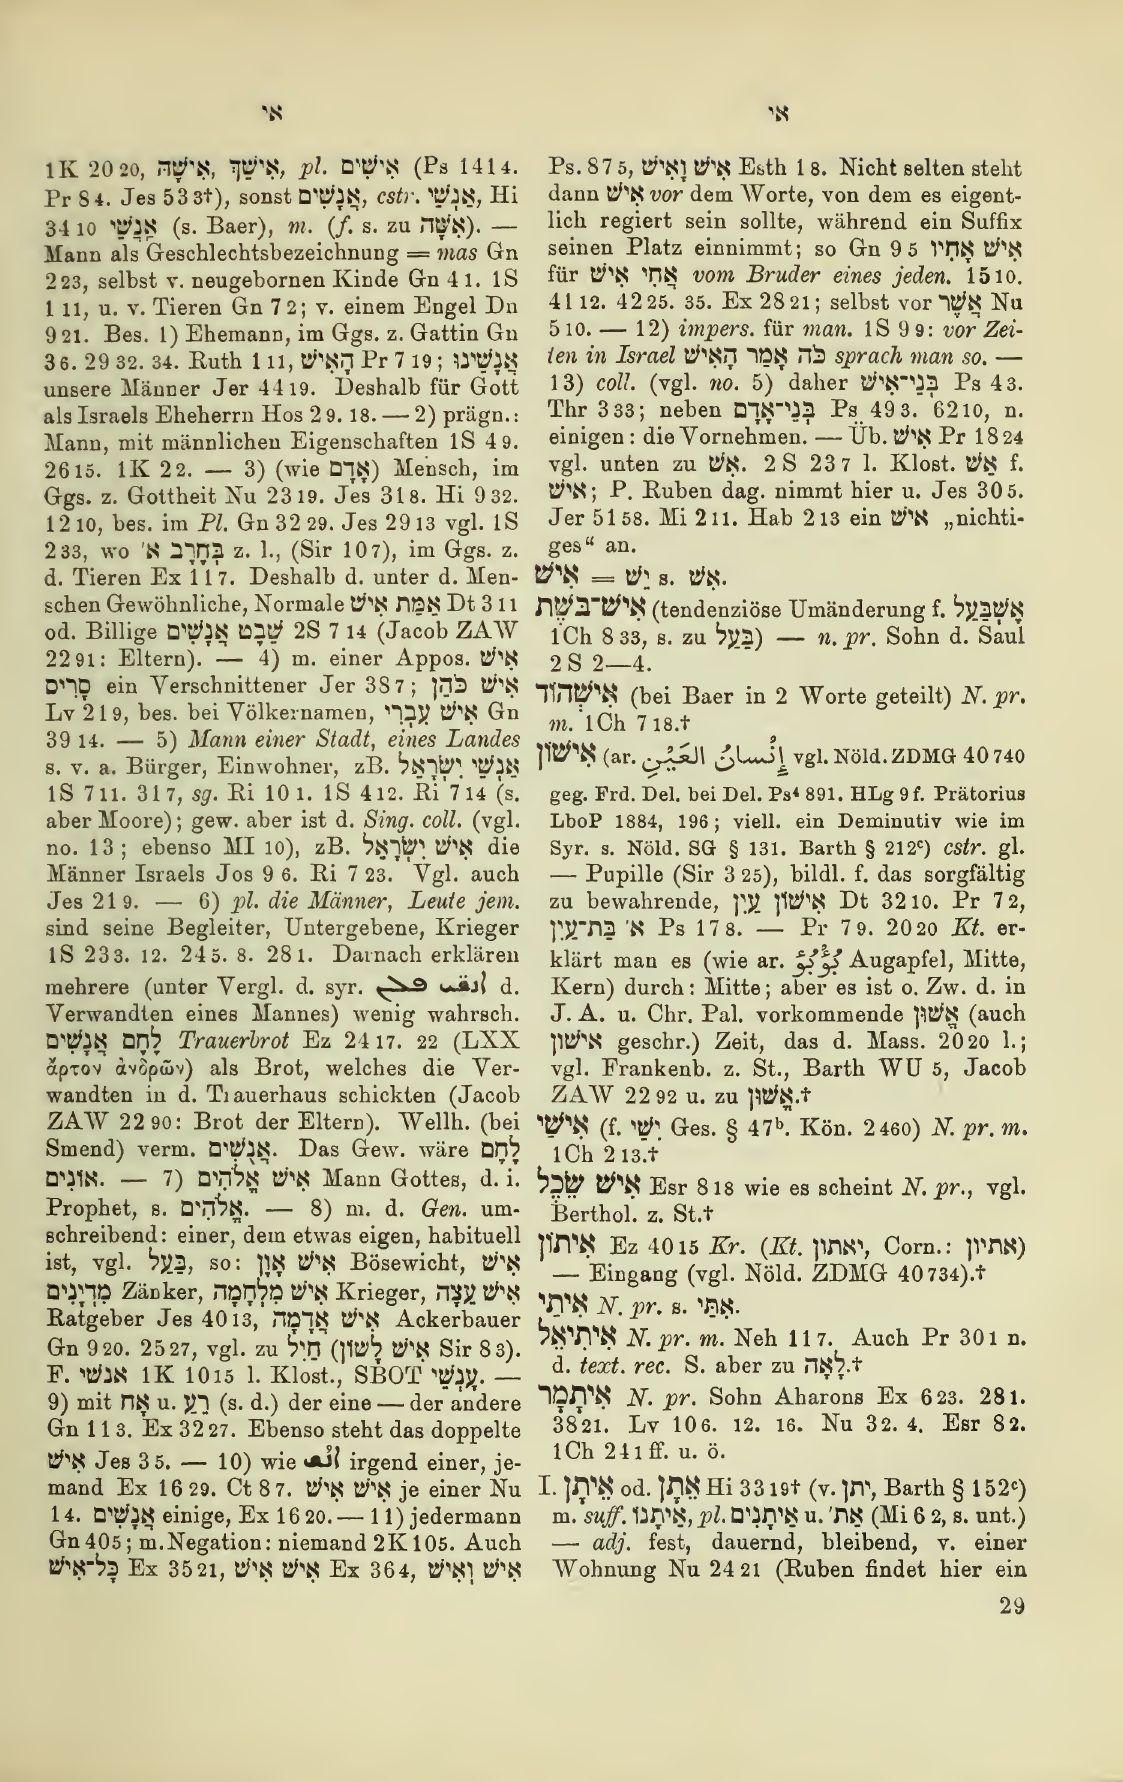 אי
אי
1K 20 20, אִישֵׁךְ, אִישָׁהּ, pl. אִישִׁים (Ps 141 4.
Pr 8 4. Jes 53 3†), sonst אֲנָשִׁים, cstr. אַנְשֵׁי, Hi
34 10 אַנֲשֵׁי (s. Baer), m. (f. s. zu אִשָּׁה). —
Mann als Geschlechtsbezeichnung = mas Gn
2 23, selbst v. neugebornen Kinde Gn 4 1. 1S
1 11, u. v. Tieren Gn 7 2; v. einem Engel Dn
9 21. Bes. 1) Ehemann, im Ggs. z. Gattin Gn
3 6. 29 32. 34. Ruth 1 11, הָאִישׁ Pr 7 19; אֲנָשֵׁינוּ
unsere Männer Jer 44 19. Deshalb für Gott
als Israels Eheherrn Hos 2 9. 18. — 2) prägn.:
Mann, mit männlichen Eigenschaften 1S 4 9.
26 15. 1K 2 2. — 3) (wie אָדָם) Mensch, im
Ggs. z. Gottheit Nu 23 19. Jes 31 8. Hi 9 32.
12 10, bes. im Pl. Gn 32 29. Jes 29 13 vgl. 1S
2 33, wo בְּחֶרֶב א' z. l., (Sir 10 7), im Ggs. z.
d. Tieren Ex 11 7. Deshalb d. unter d. Men-
schen Gewöhnliche, Normale אַמַּת אִישׁ Dt 3 11
od. Billige שֵׁבֶט אֲנָשִׁים 2S 7 14 (Jacob ZAW
22 91: Eltern). — 4) m. einer Appos. אִישׁ
סָרִיס ein Verschnittener Jer 38 7; אִישׁ כֹּהֵן
Lv 21 9, bes. bei Völkernamen, אִישׁ עִבְרִי Gn
39 14. — 5) Mann einer Stadt, eines Landes
s. v. a. Bürger, Einwohner, zB. אַנְשֵׁי יִשְׂרָאֵל
1S 7 11. 31 7, sg. Ri 10 1. 1S 4 12. Ri 7 14 (s.
aber Moore); gew. aber ist d. Sing. coll. (vgl.
no. 13; ebenso MI 10), zB. אִישׁ יִשְׂרָאֵל die
Männer Israels Jos 9 6. Ri 7 23. Vgl. auch
Jes 21 9. — 6) pl. die Männer, Leute jem.
sind seine Begleiter, Untergebene, Krieger
1S 23 3. 12. 24 5. 8. 28 1. Darnach erklären
mehrere (unter Vergl. d. syr. d.
Verwandten eines Mannes) wenig wahrsch.
לֶחֶם אֲנָשִׁים Trauerbrot Ez 24 17. 22 (LXX
ἄρτον ἀνδρῶν) als Brot, welches die Ver-
wandten in d. Trauerhaus schickten (Jacob
ZAW 22 90: Brot der Eltern). Wellh. (bei
Smend) verm. אֲנֻשִׁים. Das Gew. wäre לֶחֶם
אוֹנִים. — 7) אִישׁ אֱלֹהִים Mann Gottes, d. i.
Prophet, s. אֱלֹהִים. — 8) m. d. Gen. um-
schreibend: einer, dem etwas eigen, habituell
ist, vgl. בַּעַל, so: אִישׁ אָוֶן Bösewicht, אִישׁ
מִדְיָנִים Zänker, אִישׁ מִלְחָמָה Krieger, אִישׁ עֵצָה
Ratgeber Jes 40 13, אִישׁ אֲדָמָה Ackerbauer
Gn 9 20. 25 27, vgl. zu חַיִל (אִישׁ לָשׁוֹן Sir 8 3).
F. אנשי 1K 10 15 l. Klost., SBOT עָנְשֵׁי. —
9) mit אָח u. רֵעַ (s. d.) der eine — der andere
Gn 11 3. Ex 32 27. Ebenso steht das doppelte
אִישׁ Jes 3 5. — 10) wie irgend einer, je-
mand Ex 16 29. Ct 8 7. אִישׁ אִישׁ je einer Nu
1 4. אֲנָשִׁים einige, Ex 16 20. — 11) jedermann
Gn 40 5; m. Negation: niemand 2K 10 5. Auch
כָּל־אִישׁ Ex 35 21, אִישׁ אִישׁ Ex 36 4, אִישׁ וְאִישׁ
Ps. 87 5, אִישׁ וָאִישׁ Esth 1 8. Nicht selten steht
dann אִישׁ vor dem Worte, von dem es eigent-
lich regiert sein sollte, während ein Suffix
seinen Platz einnimmt; so Gn 9 5 אִישׁ אָחִיו
für אֲחִי אִישׁ vom Bruder eines jeden. 15 10.
41 12. 42 25. 35. Ex 28 21; selbst vor אֲשֶׁר Nu
5 10. — 12) impers. für man. 1S 9 9: vor Zei-
ten in Israel כֹּה אָמַר הָאִישׁ sprach man so. —
13) coll. (vgl. no. 5) daher בְּנֵי־אִישׁ Ps 4 3.
Thr 3 33; neben בְּנֵי־אָדָם Ps 49 3. 62 10, n.
einigen: die Vornehmen. — Üb. אִישׁ Pr 18 24
vgl. unten zu אִשׁ. 2 S 23 7 l. Klost. אֵשׁ f.
אִישׁ; P. Ruben dag. nimmt hier u. Jes 30 5.
Jer 51 58. Mi 2 11. Hab 2 13 ein אִישׁ „nichti-
ges“ an.
אִישׁ = יֵשׁ s. אִשׁ.
אִישׁ־בּשֶׁת (tendenziöse Umänderung f. אֶשְׁבַּעַל
1Ch 8 33, s. zu בַּעַל) — n. pr. Sohn d. Saul
2 S 2—4.
אִישְׁהוֹד (bei Baer in 2 Worte geteilt) N. pr.
m. 1Ch 7 18.†
אִישׁוֹן (ar. إِنْسانُ العَيْنِ vgl. Nöld. ZDMG 40 740
geg. Frd. Del. bei Del. Ps⁴ 891. HLg 9 f. Prätorius
LboP 1884, 196; viell. ein Deminutiv wie im
Syr. s. Nöld. SG § 131. Barth § 212ᶜ) cstr. gl.
— Pupille (Sir 3 25), bildl. f. das sorgfältig
zu bewahrende, אִישׁוֹן עַיִן Dt 32 10. Pr 7 2,
א' בַּת־עַיִן Ps 17 8. — Pr 7 9. 20 20 Kt. er-
klärt man es (wie ar. بُؤْبُؤ Augapfel, Mitte,
Kern) durch: Mitte; aber es ist o. Zw. d. in
J. A. u. Chr. Pal. vorkommende אֱשׁוּן (auch
אישון geschr.) Zeit, das d. Mass. 20 20 l.;
vgl. Frankenb. z. St., Barth WU 5, Jacob
ZAW 22 92 u. zu אֱשׁוּן.†
אִישַׁי (f. יִשַׁי Ges. § 47ᵇ. Kön. 2 460) N. pr. m.
1Ch 2 13.†
אִישׁ שֵׂכֶל Esr 8 18 wie es scheint N. pr., vgl.
Berthol. z. St.†
אִיתוֹן Ez 40 15 Kr. (Kt. יאתון, Corn.: אתיון)
— Eingang (vgl. Nöld. ZDMG 40 734).†
אִיתַי N. pr. s. אִתַּי.
אִיתִיאֵל N. pr. m. Neh 11 7. Auch Pr 30 1 n.
d. text. rec. S. aber zu לָאָה.†
אִיתָמָר N. pr. Sohn Aharons Ex 6 23. 28 1.
38 21. Lv 10 6. 12. 16. Nu 3 2. 4. Esr 8 2.
1Ch 24 1 ff. u. ö.
I. אֵיתָן od. אֵתָן Hi 33 19† (v. יתן, Barth § 152ᶜ)
m. suff. אֵיתָנוֹ, pl. אֵיתָנִים u. אֵת' (Mi 6 2, s. unt.)
— adj. fest, dauernd, bleibend, v. einer
Wohnung Nu 24 21 (Ruben findet hier ein
29